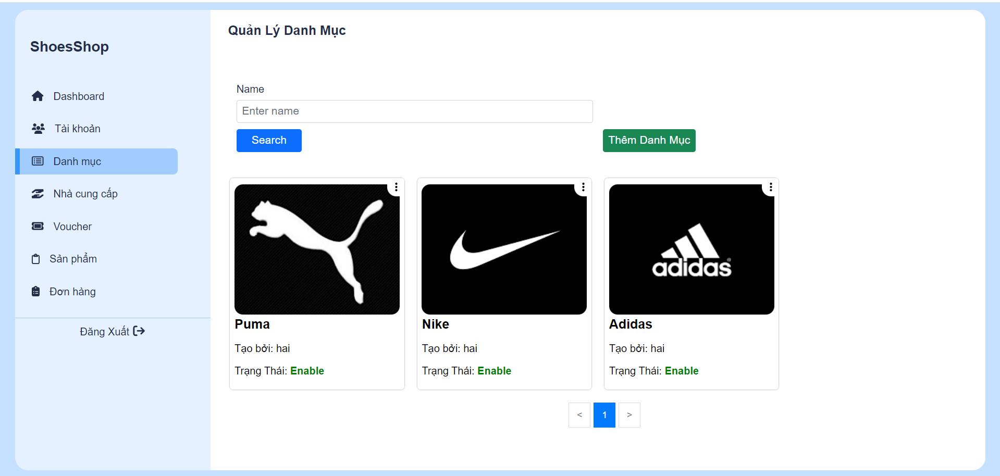 ShoesShop
Dashboard
Tài khoản
Danh mục
Nhà cung cấp
Voucher
Sản phẩm
Đơn hàng
Đăng Xuất
Quản Lý Danh Mục
Name
Enter name
Search
Thêm Danh Mục
Puma
Tạo bởi: hai
Trạng Thái: Enable
Nike
Tạo bởi: hai
Trạng Thái: Enable
adidas
Adidas
Tạo bởi: hai
Trạng Thái: Enable
< 1 >